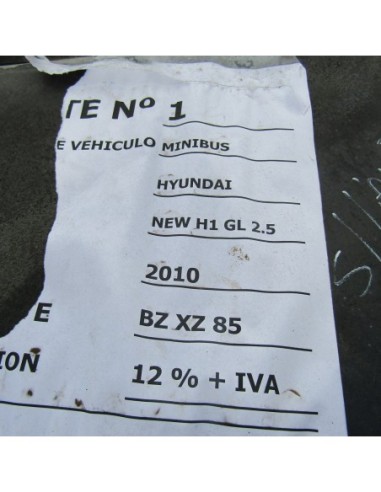 TE Nº 1
E VEHICULO MINIBUS
HYUNDAI
NEW H1 GL 2.5
2010
E BZ XZ 85
ION 12 % + IVA